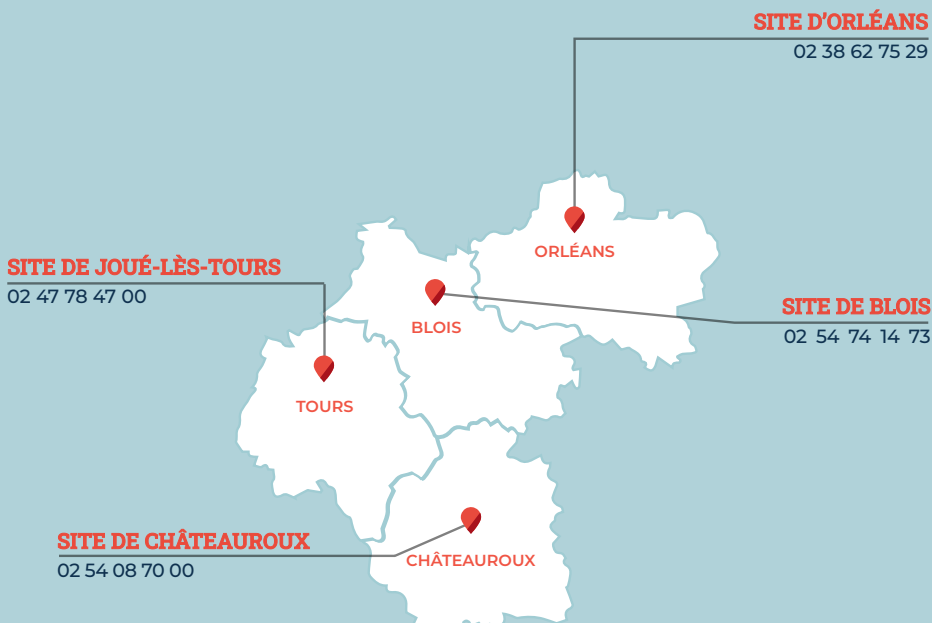 SITE D'ORLÉANS
02 38 62 75 29
ORLÉANS
SITE DE JOUÉ-LÈS-TOURS
02 47 78 47 00
SITE DE BLOIS
02 54 74 14 73
BLOIS
TOURS
SITE DE CHÂTEAUROUX
02 54 08 70 00
CHÂTEAUROUX